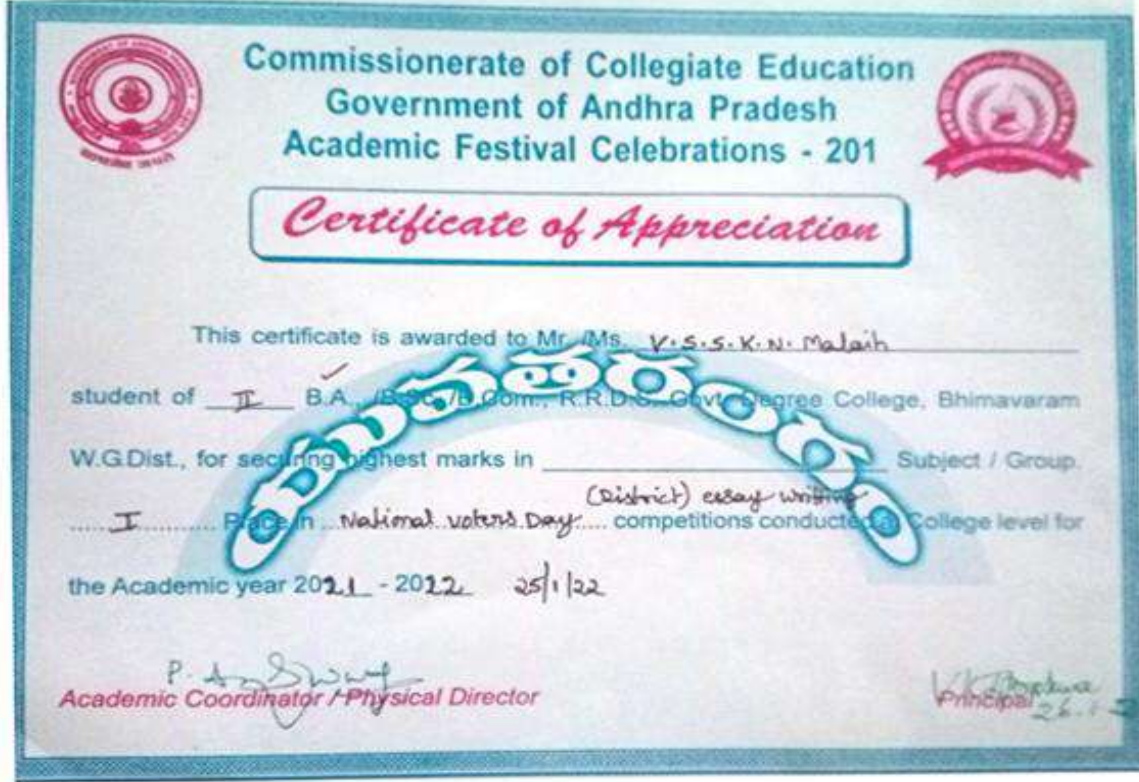 Commissionerate of Collegiate Education
Government of Andhra Pradesh
Academic Festival Celebrations - 201
Certificate of Appreciation
This certificate is awarded to Mr. /Ms. V.S.S.K.N. Malaih
student of II B.A., /B.Sc. /B.Com., R.R.D.S. Govt. Degree College, Bhimavaram
W.G.Dist., for securing highest marks in Subject / Group.
(District) essay writing
I Place in National voters Day competitions conducted at College level for
the Academic year 2021 - 2022 25/1/22
Academic Coordinator / Physical Director
Principal